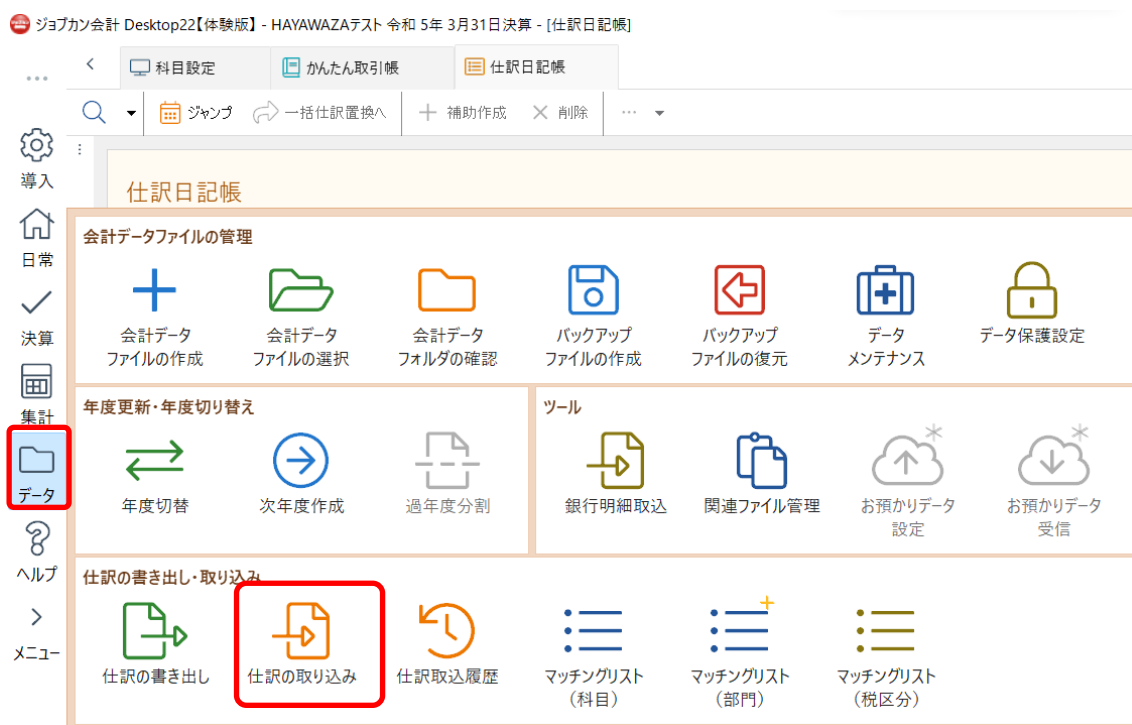 ジョブカン会計 Desktop22【体験版】 - HAYAWAZAテスト 令和 5年 3月31日決算 - [仕訳日記帳]
科目設定
かんたん取引帳
仕訳日記帳
ジャンプ
一括仕訳置換へ
補助作成
削除
導入
日常
決算
集計
データ
ヘルプ
メニュー
仕訳日記帳
会計データファイルの管理
会計データ
ファイルの作成
会計データ
ファイルの選択
会計データ
フォルダの確認
バックアップ
ファイルの作成
バックアップ
ファイルの復元
データ
メンテナンス
データ保護設定
年度更新・年度切り替え
年度切替
次年度作成
過年度分割
ツール
銀行明細取込
関連ファイル管理
お預かりデータ
設定
お預かりデータ
受信
仕訳の書き出し・取り込み
仕訳の書き出し
仕訳の取り込み
仕訳取込履歴
マッチングリスト
（科目）
マッチングリスト
（部門）
マッチングリスト
（税区分）